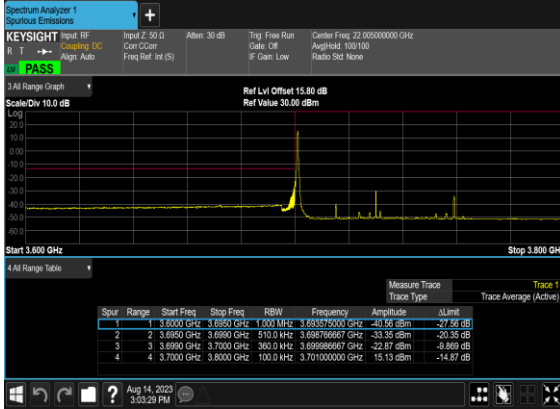 Spectrum Analyzer 1
Spurious Emissions
+
KEYSIGHT Input: RF Input Z: 50 Ω Atten: 30 dB Trig: Free Run Center Freq: 22.005000000 GHz
R T Coupling: DC Corr CCorr Gate: Off Avg|Hold: 100/100
Align: Auto Freq Ref: Int (S) IF Gain: Low Radio Std: None
PASS
3 All Range Graph
Ref Lvl Offset 15.80 dB
Scale/Div 10.0 dB Ref Value 30.00 dBm
Log
20.0
10.0
0.00
-10.0
-20.0
-30.0
-40.0
-50.0
-60.0
Start 3.600 GHz Stop 3.800 GH
4 All Range Table
Measure Trace Trace 1
Trace Type Trace Average (Active)
Spur Range Start Freq Stop Freq RBW Frequency Amplitude ΔLimit
1 1 3.6000 GHz 3.6950 GHz 1.000 MHz 3.693575000 GHz -40.56 dBm -27.56 dB
2 2 3.6950 GHz 3.6990 GHz 510.0 kHz 3.698766667 GHz -33.35 dBm -20.35 dB
3 3 3.6990 GHz 3.7000 GHz 360.0 kHz 3.699986667 GHz -22.87 dBm -9.869 dB
4 4 3.7000 GHz 3.8000 GHz 100.0 kHz 3.701000000 GHz 15.13 dBm -14.87 dB
? Aug 14, 2023
3:03:29 PM